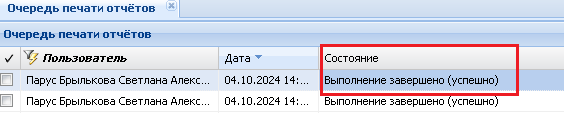 Очередь печати отчётов
Очередь печати отчётов
Пользователь Дата Состояние
Парус Брылькова Светлана Алекс... 04.10.2024 14:... Выполнение завершено (успешно)
Парус Брылькова Светлана Алекс... 04.10.2024 14:... Выполнение завершено (успешно)